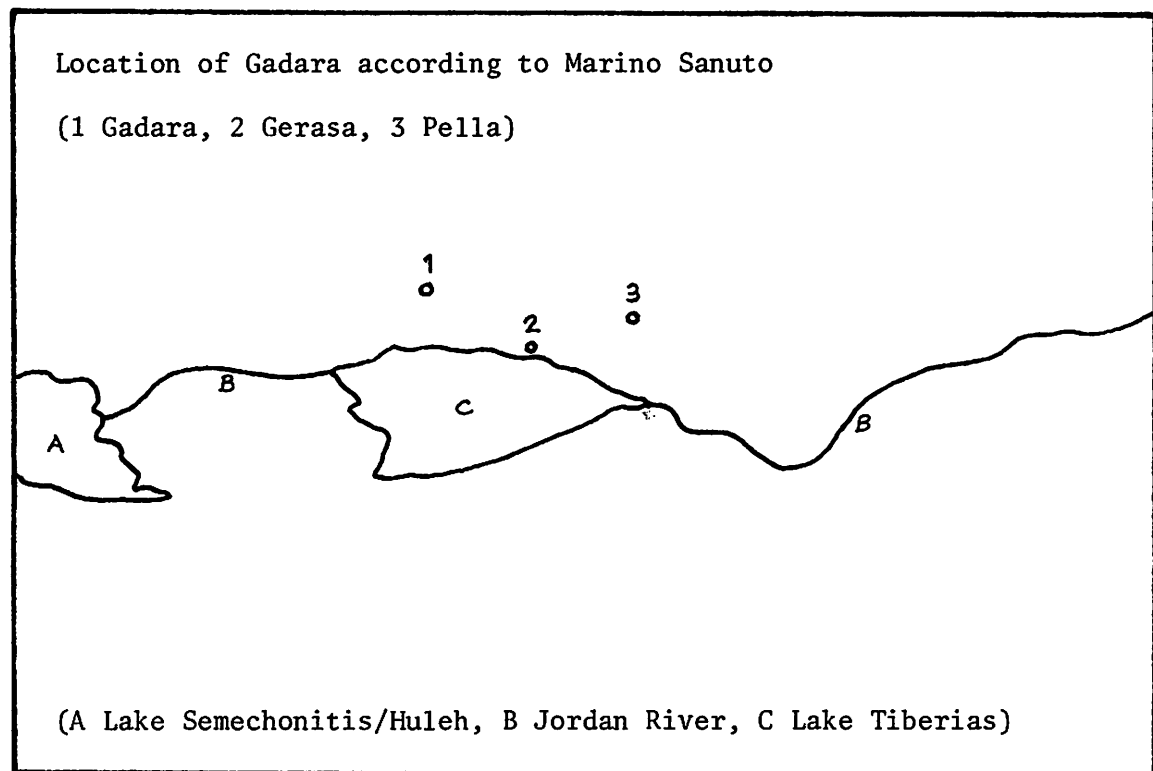 Location of Gadara according to Marino Sanuto
(1 Gadara, 2 Gerasa, 3 Pella)
1
3
2
B
C
B
A
(A Lake Semechonitis/Huleh, B Jordan River, C Lake Tiberias)